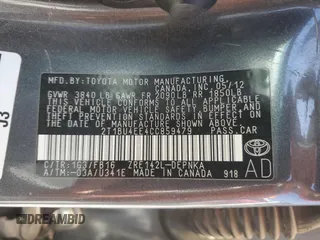 MFD.BY:TOYOTA MOTOR MANUFACTURING
CANADA, INC. 05/12
GVWR 3840 LB GAWR FR 2090LB RR 1850LB
THIS VEHICLE CONFORMS TO ALL APPLICABLE
FEDERAL MOTOR VEHICLE SAFETY, BUMPER, AND
THEFT PREVENTION STANDARDS IN EFFECT ON
THE DATE OF MANUFACTURE SHOWN ABOVE.
2T1BU4EE4CC859479 PASS.CAR
C/TR:1G3/FB16 ZRE142L-DEPNKA
A/TM:-03A/U341E MADE IN CANADA 918
AD
TOYOTA
J3
DREAMBID